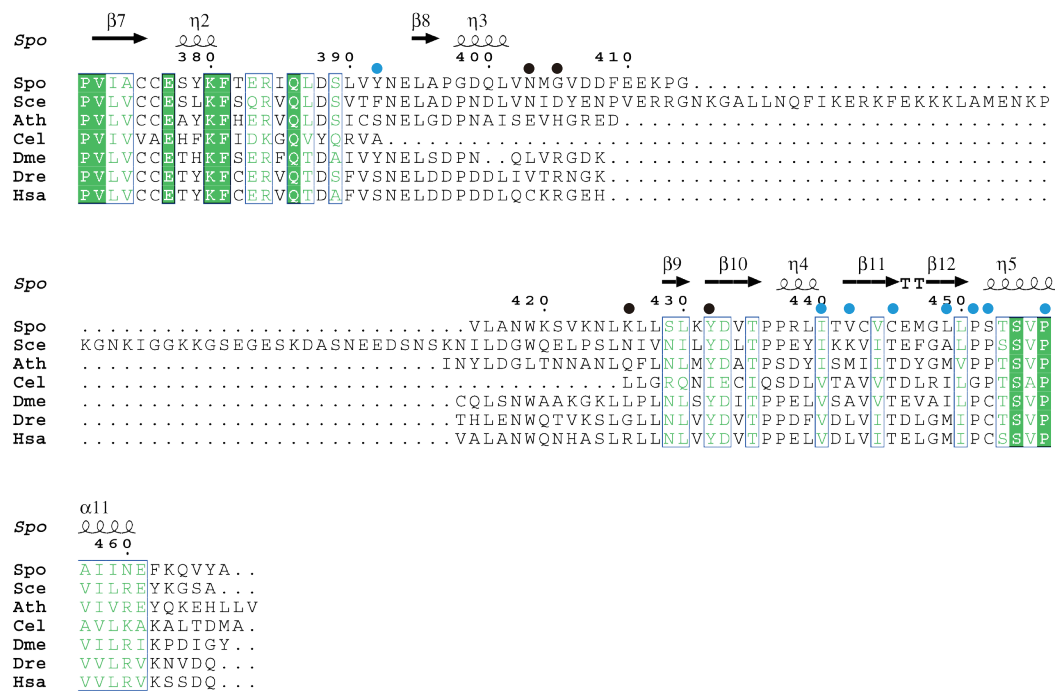 β7 η2 β8 η3
Spo
380 390 400 410
Spo PVIACCESYKFTERIQLDSLVYNELAPGDQLVNMGVDDFEEKPG..........................
Sce PVLVCCESLKFSQRVQLDSVTFNELADPNDLVNIDYENPVERRGNKGALLNQFIKERKFEKKKLAMENKP
Ath PVLVCCEAYKFHERVQLDSICSNELGDPNAISEVHGRED...............................
Cel PVIVVAEHFKFIDKGQVYQRVA................................................
Dme PVLVCCETHKFSERFQTDAIVYNELSDPN..QLVRGDK................................
Dre PVLVCCETYKFCERVQTDSFVSNELDDPDDLIVTRNGK................................
Hsa PVLVCCETYKFCERVQTDAFVSNELDDPDDLQCKRGEH................................
β9 β10 η4 β11 TT β12 η5
Spo
420 430 440 450
Spo ............................VLANWKSVKNLKLLSLKYDVTPPRLITVCVCEMGLLPSTSVP
Sce KGNKIGGKKGSEGESKDASNEEDSNSKNILDGWQELPSLNIVNILYDLTPPEYIKKVITEFGALPPTSVP
Ath ..........................INYLDGLTNNANLQFLNLMYDATPSDYISMIITDYGMVPPTSVP
Cel .......................................LLGRQNIECIQSDLVTAVVTDLRILGPTSAP
Dme ...........................CQLSNWAAKGKLLPLNLSYDITPPELVSAVVTEVAILPCTSVP
Dre ...........................THLENWQTVKSLGLLNLVYDVTPPDFVDLVITDLGMIPCTSVP
Hsa ...........................VALANWQNHASLRLLNLVYDVTPPELVDLVITELGMIPCSSVP
α11
Spo
460
Spo AIINEFKQVYA..
Sce VILREYKGSA...
Ath VIVREYQKEHLLV
Cel AVLKAKALTDMA.
Dme VILRIKPDIGY..
Dre VVLRVKNVDQ...
Hsa VVLRVKSSDQ...